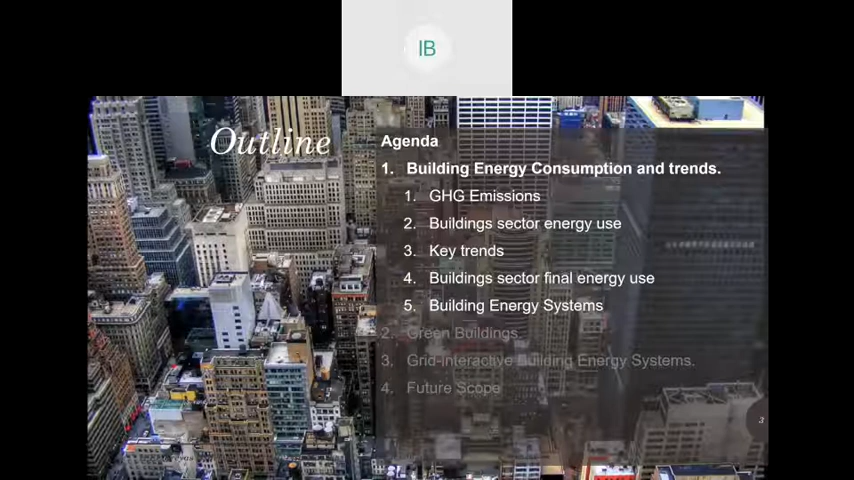 IB
Outline
Agenda
1. Building Energy Consumption and trends.
1. GHG Emissions
2. Buildings sector energy use
3. Key trends
4. Buildings sector final energy use
5. Building Energy Systems
2. Green Buildings.
3. Grid-interactive Building Energy Systems.
4. Future Scope
3